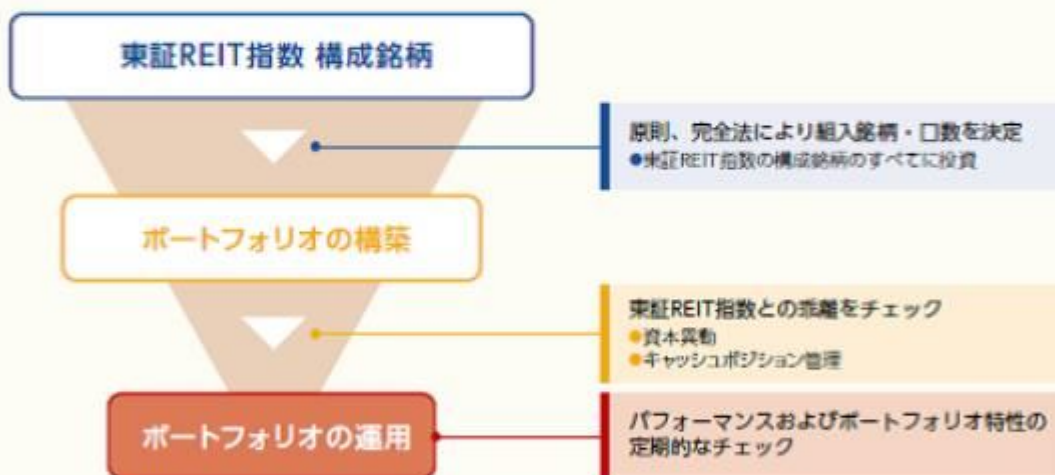 東証REIT指数 構成銘柄
原則、完全法により組入銘柄・口数を決定
●東証REIT指数の構成銘柄のすべてに投資
ポートフォリオの構築
東証REIT指数との乖離をチェック
●資本異動
●キャッシュポジション管理
ポートフォリオの運用
パフォーマンスおよびポートフォリオ特性の
定期的なチェック